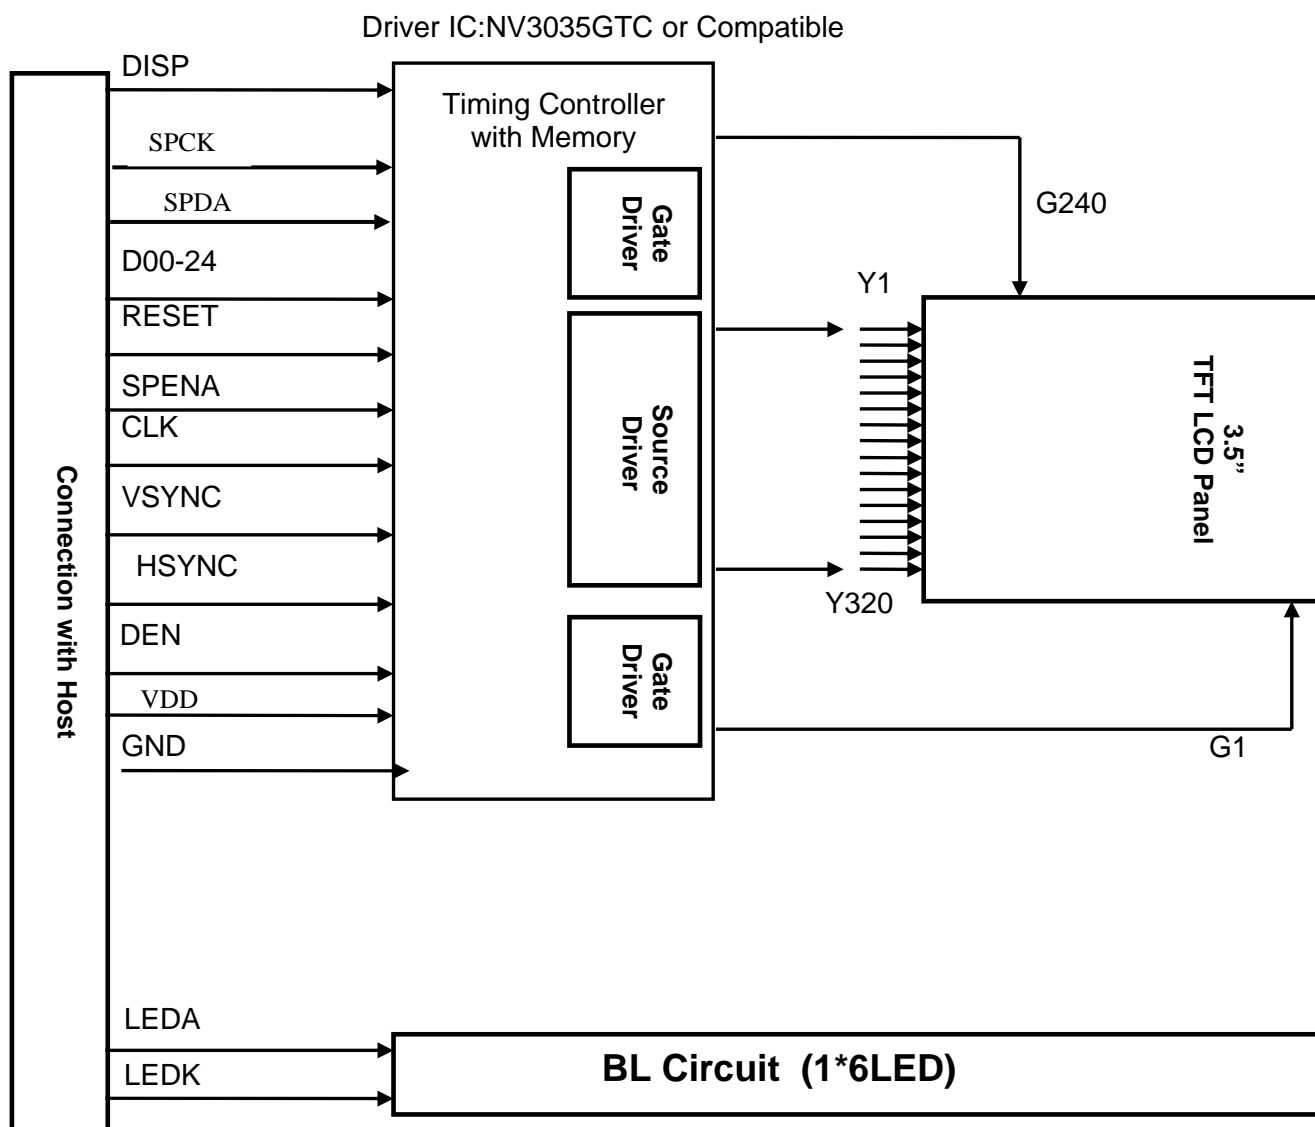 Driver IC:NV3035GTC or Compatible
DISP
SPCK
SPDA
D00-24
RESET
SPENA
CLK
VSYNC
HSYNC
DEN
VDD
GND
Connection with Host
Timing Controller
with Memory
Gate
Driver
Source
Driver
Gate
Driver
G240
Y1
Y320
3.5”
TFT LCD Panel
G1
LEDA
LEDK
BL Circuit (1*6LED)